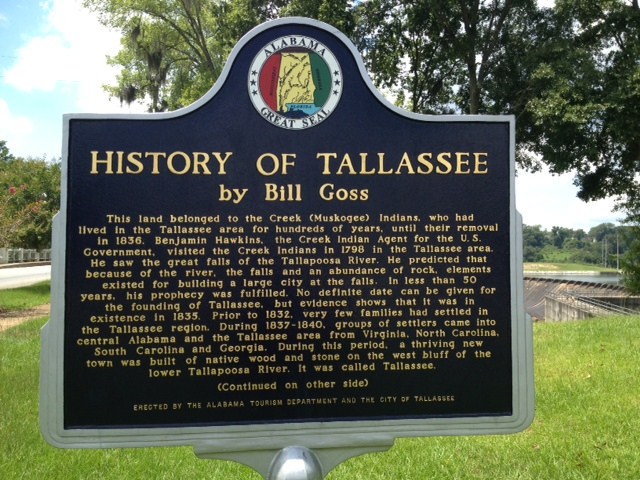 ALABAMA
GREAT SEAL
HISTORY OF TALLASSEE
by Bill Goss
This land belonged to the Creek (Muskogee) Indians, who had
lived in the Tallassee area for hundreds of years, until their removal
in 1836. Benjamin Hawkins, the Creek Indian Agent for the U.S.
Government, visited the Creek Indians in 1798 in the Tallassee area.
He saw the great falls of the Tallapoosa River. He predicted that
because of the river, the falls and an abundance of rock, elements
existed for building a large city at the falls. In less than 50
years, his prophecy was fulfilled. No definite date can be given for
the founding of Tallassee, but evidence shows that it was in
existence in 1835. Prior to 1832, very few families had settled in
the Tallassee region. During 1837-1840, groups of settlers came into
central Alabama and the Tallassee area from Virginia, North Carolina,
South Carolina and Georgia. During this period, a thriving new
town was built of native wood and stone on the west bluff of the
lower Tallapoosa River. It was called Tallassee.
(Continued on other side)
ERECTED BY THE ALABAMA TOURISM DEPARTMENT AND THE CITY OF TALLASSEE